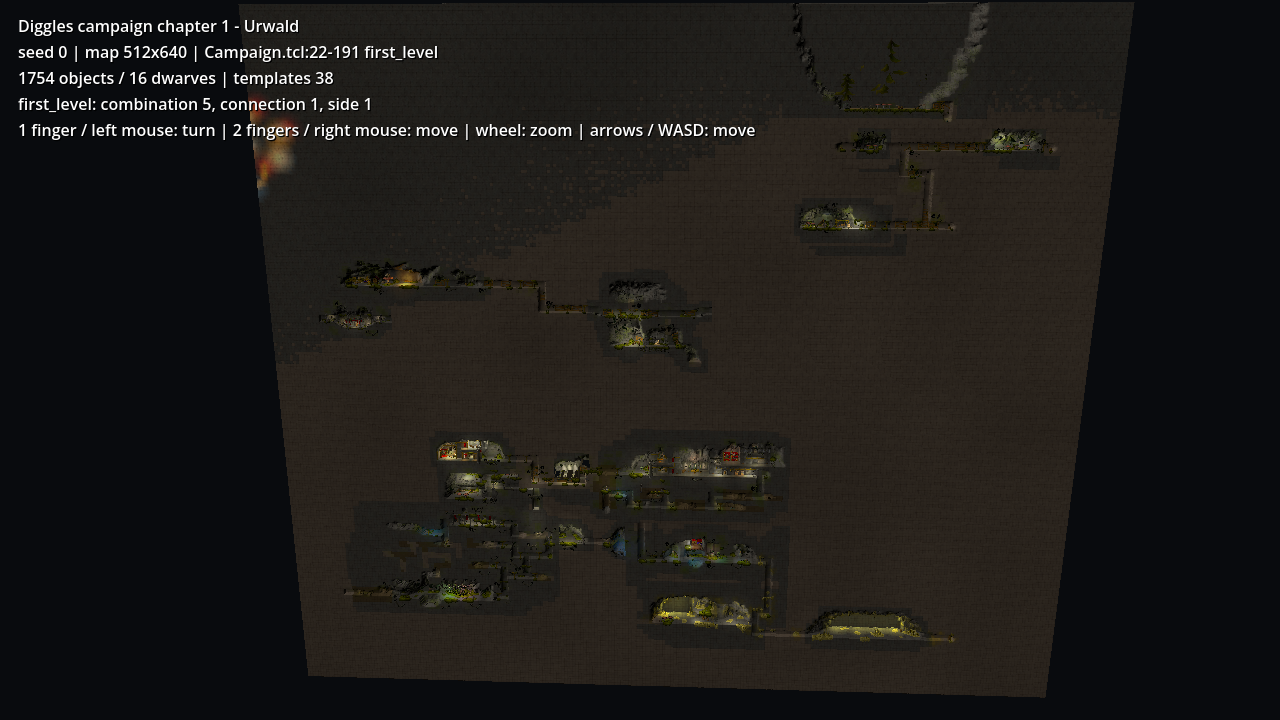 Diggles campaign chapter 1 - Urwald
seed 0 | map 512x640 | Campaign.tcl:22-191 first_level
1754 objects / 16 dwarves | templates 38
first_level: combination 5, connection 1, side 1
1 finger / left mouse: turn | 2 fingers / right mouse: move | wheel: zoom | arrows / WASD: move